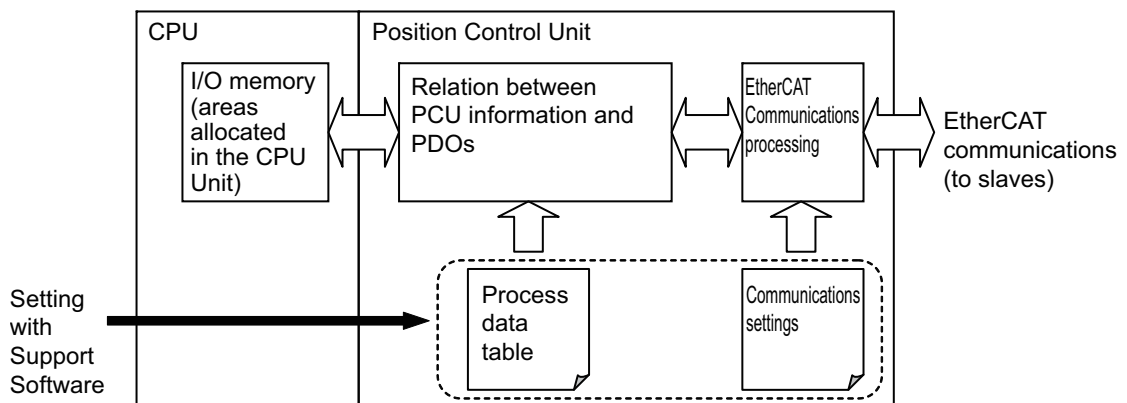 CPU
Position Control Unit
I/O memory
(areas
allocated
in the CPU
Unit)
Relation between
PCU information and
PDOs
EtherCAT
Communications
processing
EtherCAT
communications
(to slaves)
Setting
with
Support
Software
Process
data
table
Communications
settings